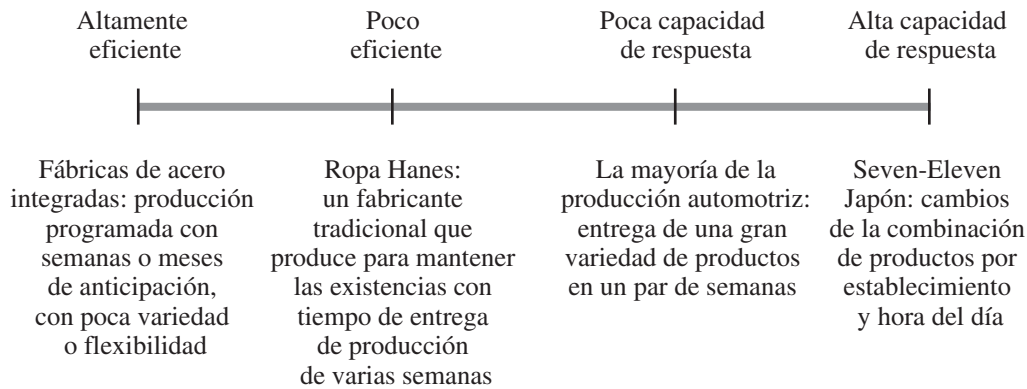 Altamente
eficiente
Poco
eficiente
Poca capacidad
de respuesta
Alta capacidad
de respuesta
Fábricas de acero
integradas: producción
programada con
semanas o meses
de anticipación,
con poca variedad
o flexibilidad
Ropa Hanes:
un fabricante
tradicional que
produce para mantener
las existencias con
tiempo de entrega
de producción
de varias semanas
La mayoría de la
producción automotriz:
entrega de una gran
variedad de productos
en un par de semanas
Seven-Eleven
Japón: cambios
de la combinación
de productos por
establecimiento
y hora del día